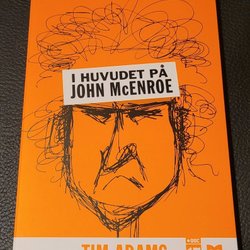 I HUVUDET PÅ
JOHN McENROE
TIM ADAMS